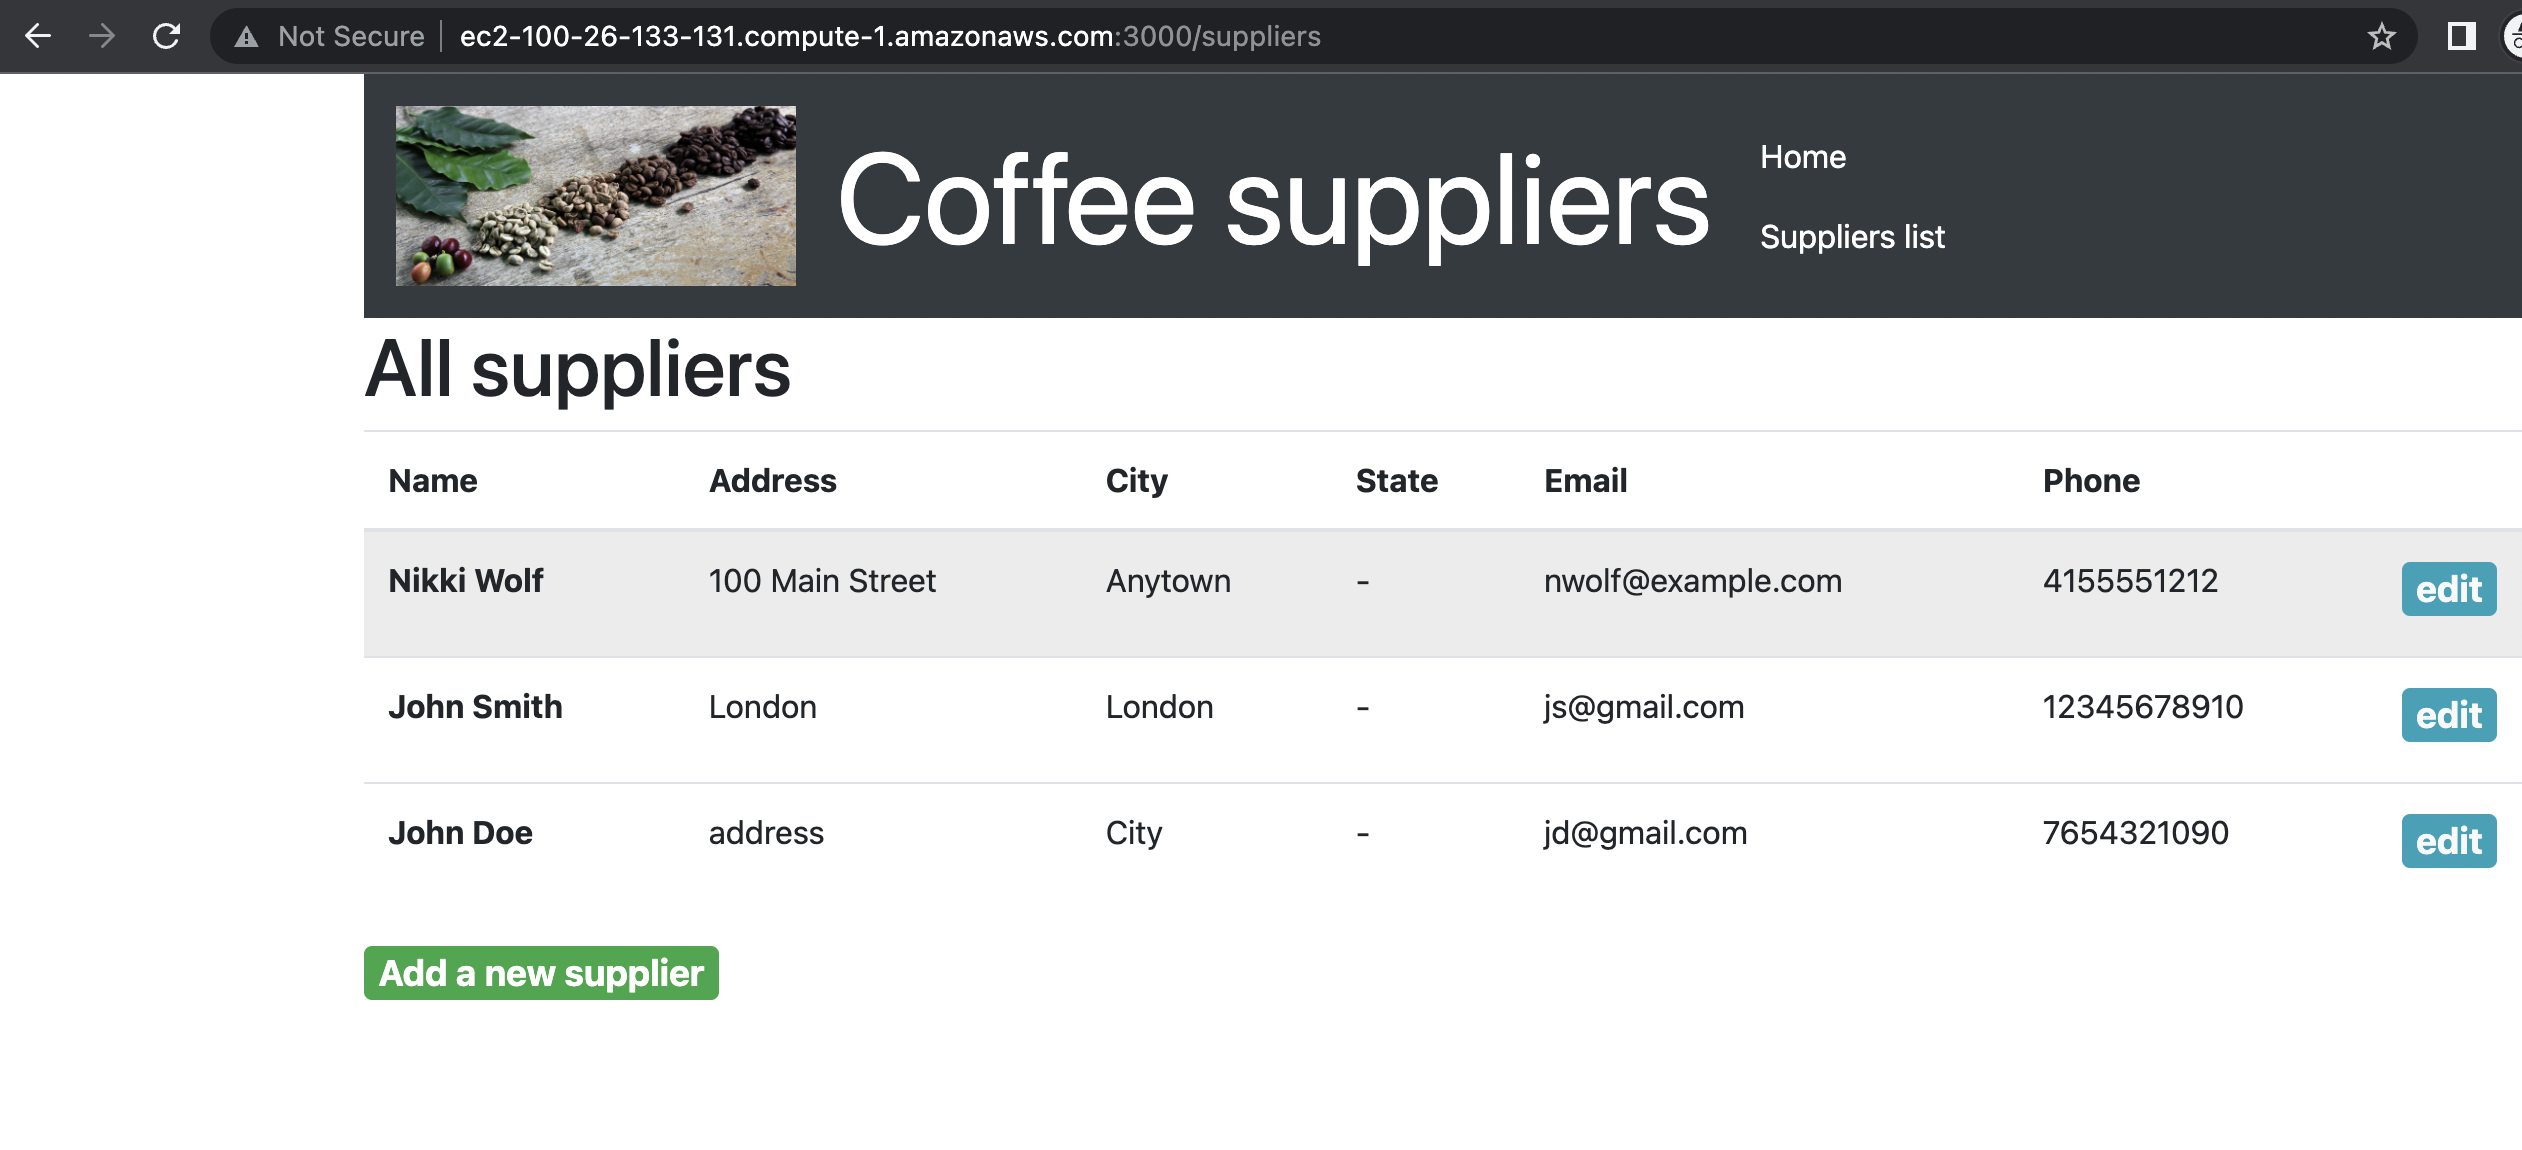 Not Secure ec2-100-26-133-131.compute-1.amazonaws.com:3000/suppliers
Coffee suppliers
Home
Suppliers list
All suppliers
Name Address City State Email Phone
Nikki Wolf 100 Main Street Anytown - nwolf@example.com 4155551212 edit
John Smith London London - js@gmail.com 12345678910 edit
John Doe address City - jd@gmail.com 7654321090 edit
Add a new supplier